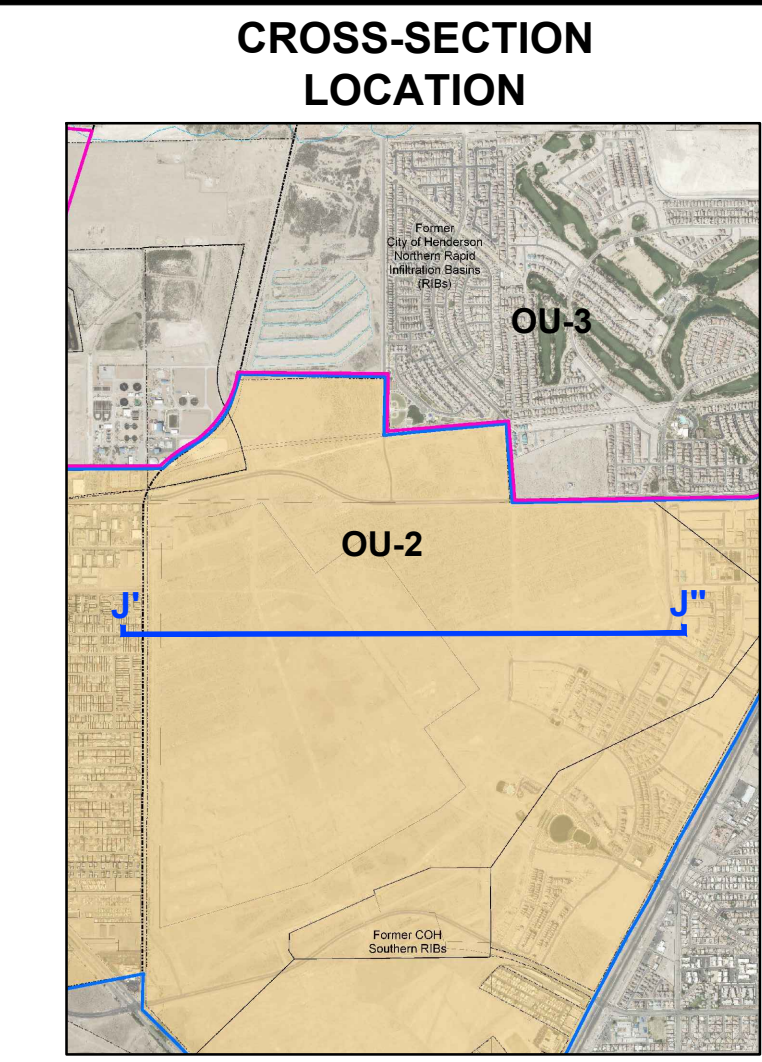 CROSS-SECTION
LOCATION
Former
City of Henderson
Northern Rapid
Infiltration Basins
(RIBs)
OU-3
OU-2
J'
J"
Former COH
Southern RIBs